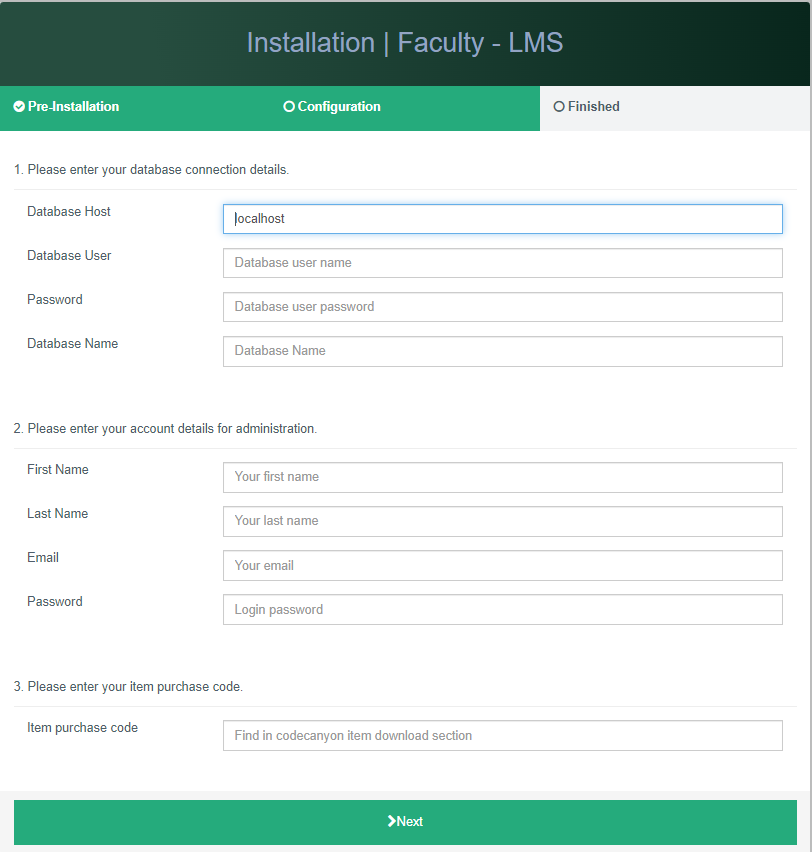 Installation | Faculty - LMS
Pre-Installation
Configuration
Finished
1. Please enter your database connection details.
Database Host
localhost
Database User
Database user name
Password
Database user password
Database Name
Database Name
2. Please enter your account details for administration.
First Name
Your first name
Last Name
Your last name
Email
Your email
Password
Login password
3. Please enter your item purchase code.
Item purchase code
Find in codecanyon item download section
Next